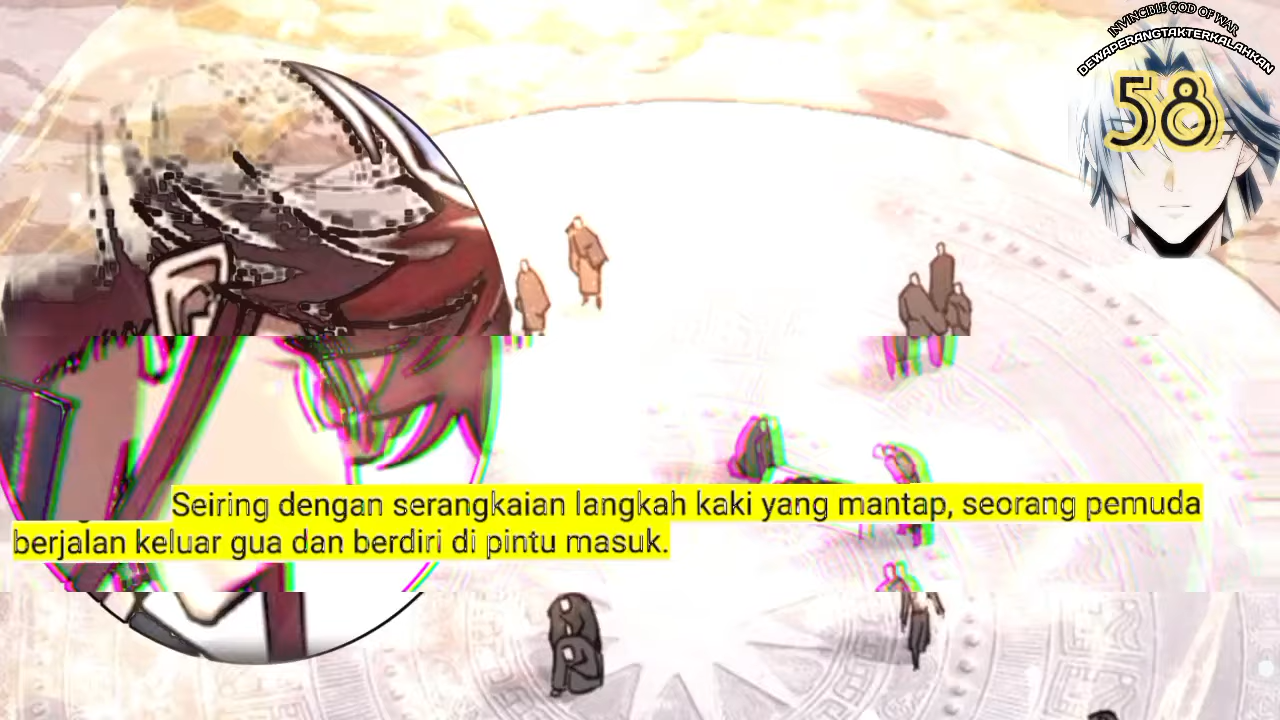 INVINCIBLE GOD OF WAR
DEWAPERANGTAKTERKALAHKAN
58
Seiring dengan serangkaian langkah kaki yang mantap, seorang pemuda
berjalan keluar gua dan berdiri di pintu masuk.